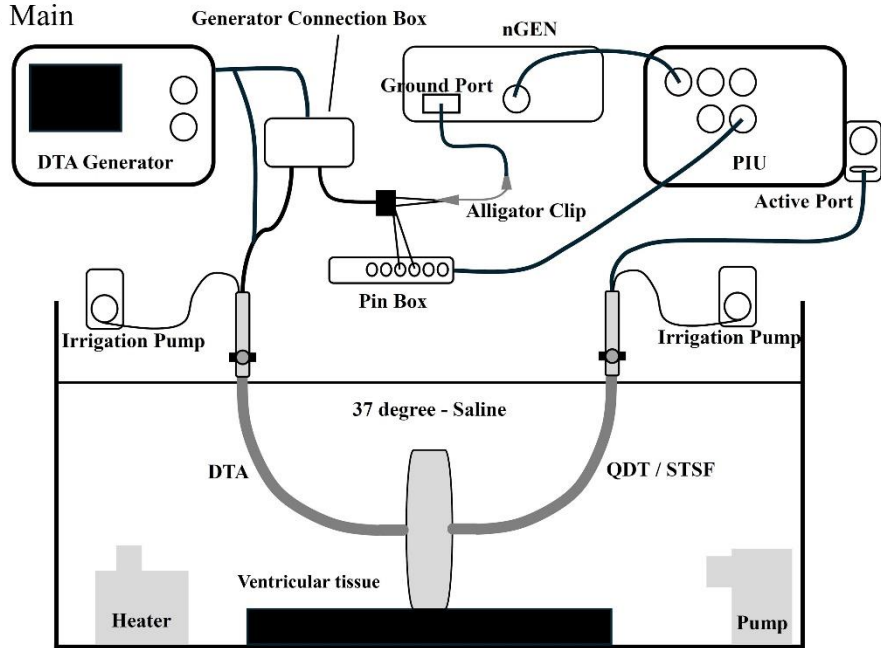 Main
Generator Connection Box
nGEN
Ground Port
DTA Generator
PIU
Alligator Clip
Active Port
Pin Box
Irrigation Pump
Irrigation Pump
37 degree - Saline
DTA
QDT / STSF
Ventricular tissue
Heater
Pump